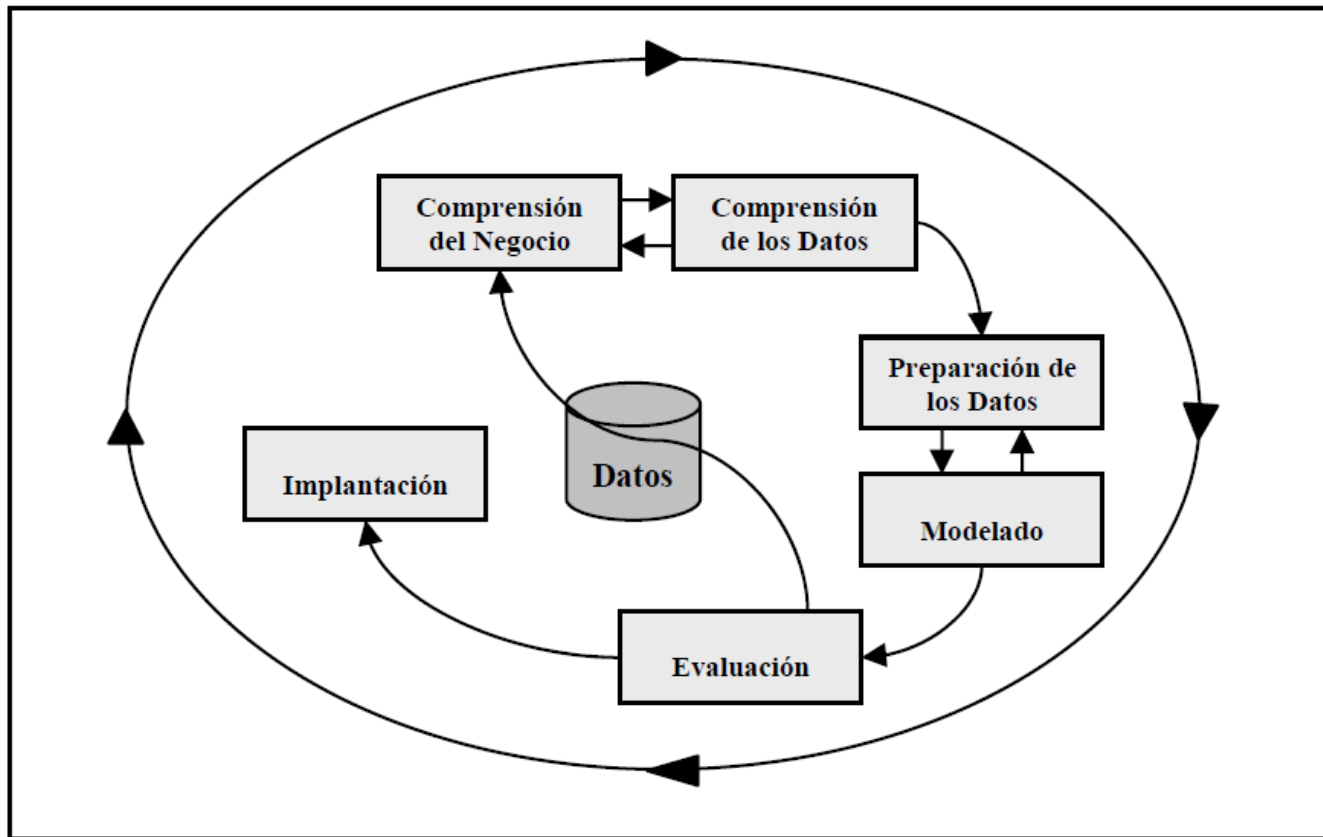 Comprensión
del Negocio
Comprensión
de los Datos
Preparación de
los Datos
Datos
Implantación
Modelado
Evaluación